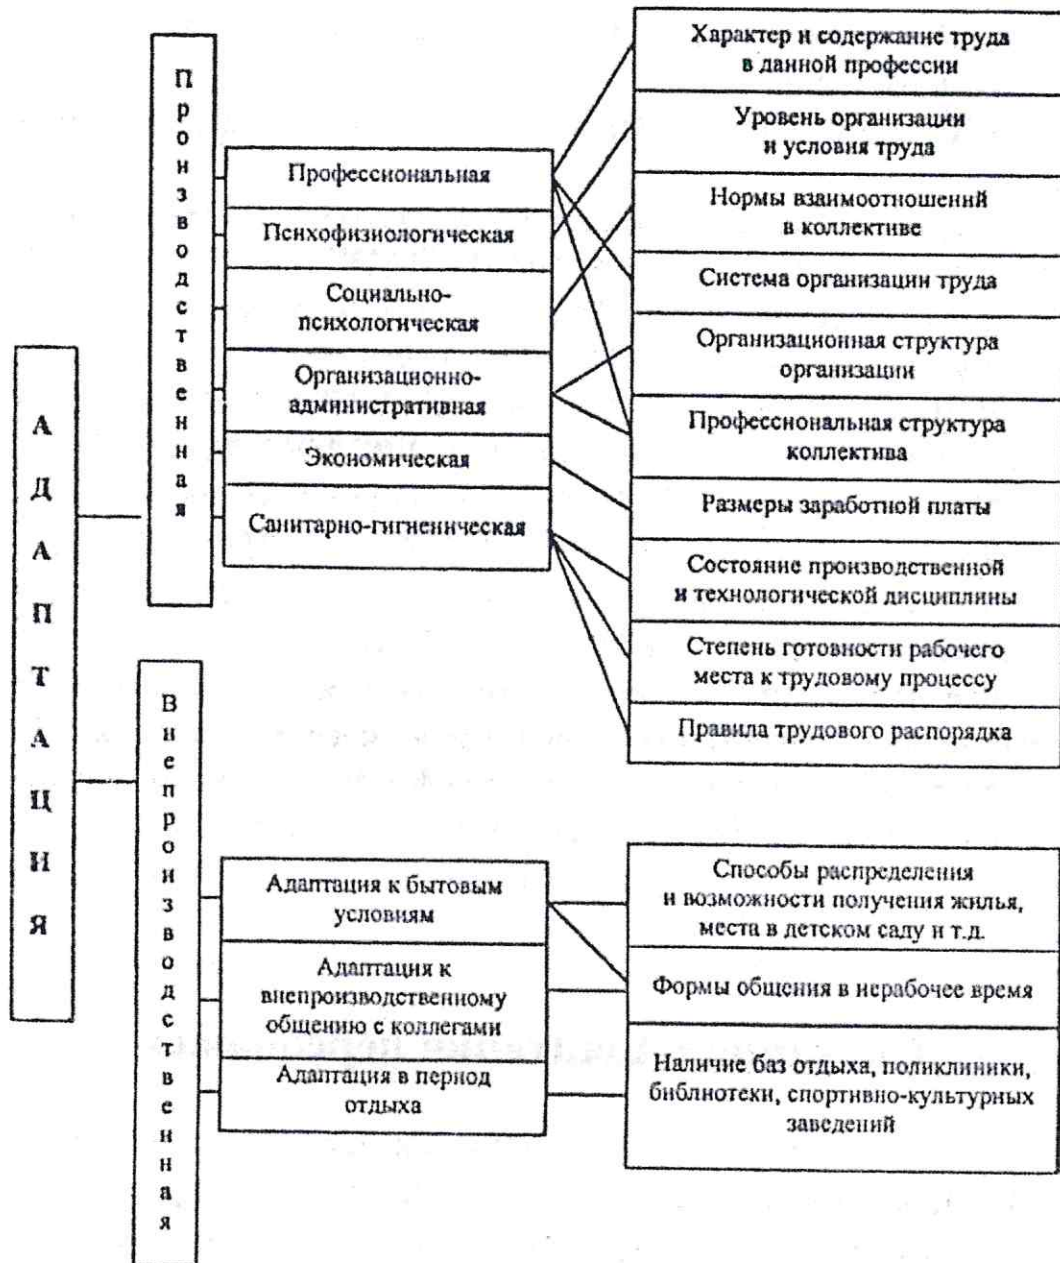 АДАПТАЦИЯ
Производственная
Профессиональная
Психофизиологическая
Социально-
психологическая
Организационно-
административная
Экономическая
Санитарно-гигиеническая
Характер и содержание труда
в данной профессии
Уровень организации
и условия труда
Нормы взаимоотношений
в коллективе
Система организации труда
Организационная структура
организации
Профессиональная структура
коллектива
Размеры заработной платы
Состояние производственной
и технологической дисциплины
Степень готовности рабочего
места к трудовому процессу
Правила трудового распорядка
Внепроизводственная
Адаптация к бытовым
условиям
Адаптация к
внепроизводственному
общению с коллегами
Адаптация в период
отдыха
Способы распределения
и возможности получения жилья,
места в детском саду и т.д.
Формы общения в нерабочее время
Наличие баз отдыха, поликлиники,
библиотеки, спортивно-культурных
заведений